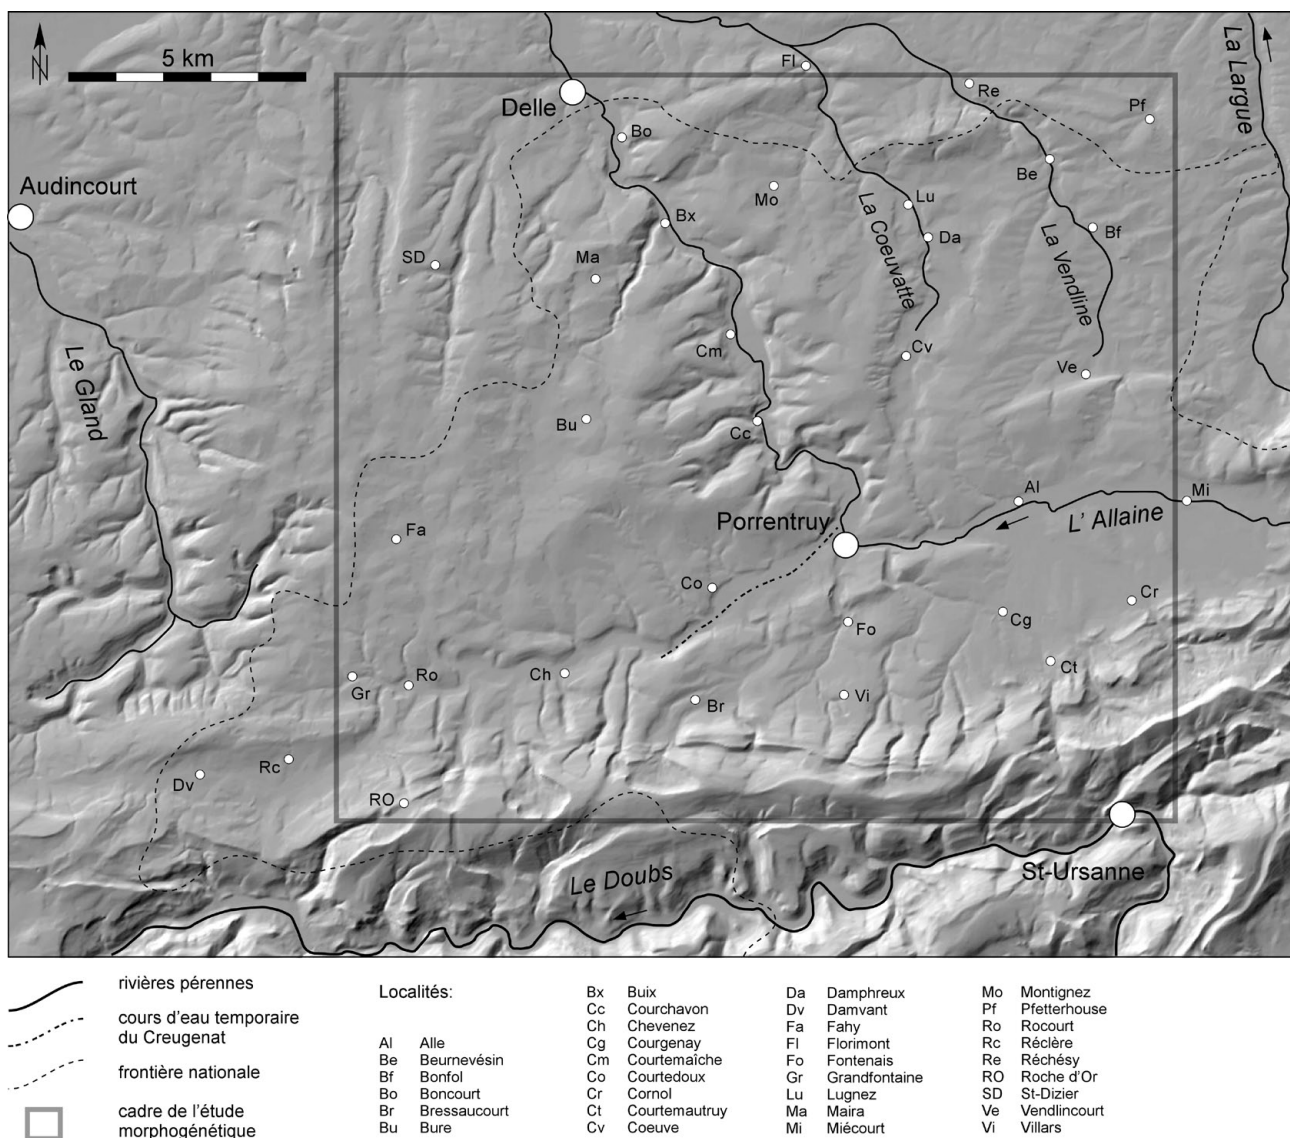 N
5 km
Delle
Fl
Re
Pf
La Largue
Bo
Be
Audincourt
Mo
Lu
La Coeuvatte
Bx
Da
Bf
La Vendline
SD
Ma
Cm
Cv
Ve
Le Gland
Bu
Cc
Al
Mi
L' Allaine
Porrentruy
Fa
Co
Cr
Cg
Fo
Gr
Ro
Ch
Ct
Br
Vi
Dv
Rc
RO
Le Doubs
St-Ursanne
rivières pérennes
cours d'eau temporaire
du Creugenat
frontière nationale
cadre de l'étude
morphogénétique
Localités:
Al Alle
Be Beurnevésin
Bf Bonfol
Bo Boncourt
Br Bressaucourt
Bu Bure
Bx Buix
Cc Courchavon
Ch Chevenez
Cg Courgenay
Cm Courtemaîche
Co Courtedoux
Cr Cornol
Ct Courtemautruy
Cv Coeuve
Da Damphreux
Dv Damvant
Fa Fahy
Fl Florimont
Fo Fontenais
Gr Grandfontaine
Lu Lugnez
Ma Maira
Mi Miécourt
Mo Montignez
Pf Pfetterhouse
Ro Rocourt
Rc Réclère
Re Réchésy
RO Roche d'Or
SD St-Dizier
Ve Vendlincourt
Vi Villars